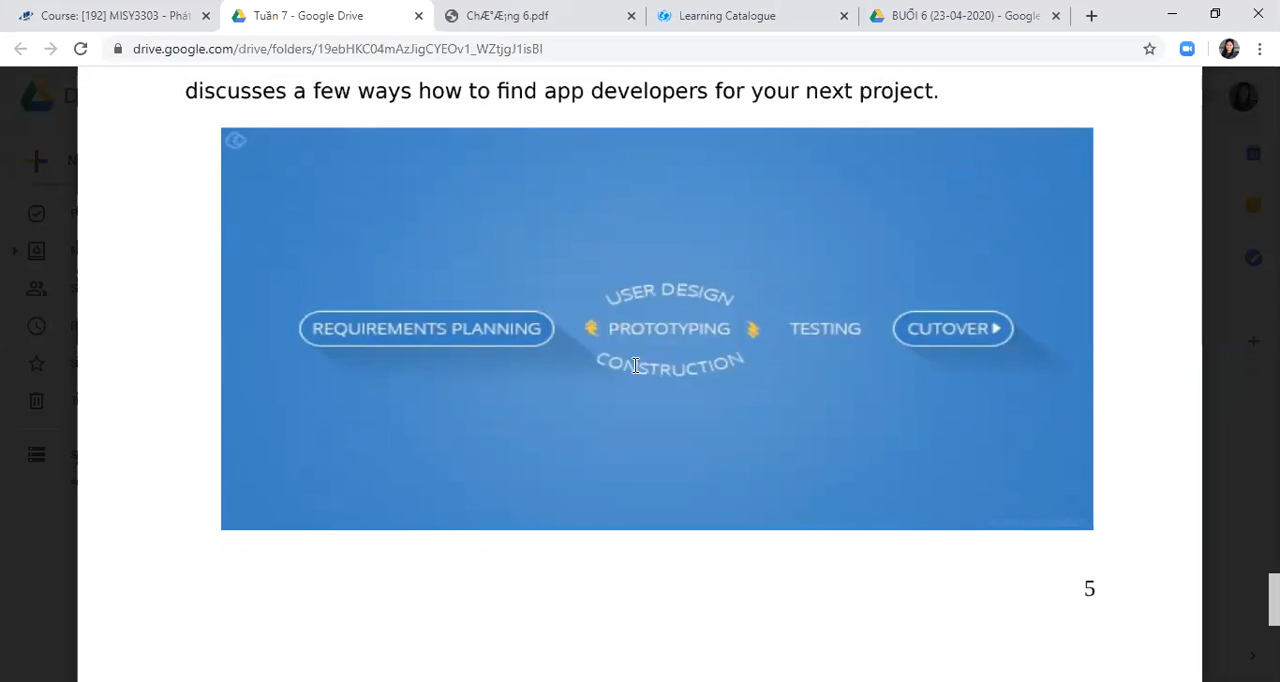 Course: [192] MISY3303 - Phát
Tuần 7 - Google Drive
ChÆ°Æ¡ng 6.pdf
Learning Catalogue
BUỔI 6 (23-04-2020) - Google
drive.google.com/drive/folders/19ebHKC04mAzJigCYEOv1_WZtjgJ1isBI
discusses a few ways how to find app developers for your next project.
USER DESIGN
REQUIREMENTS PLANNING
PROTOTYPING
TESTING
CUTOVER
CONSTRUCTION
5